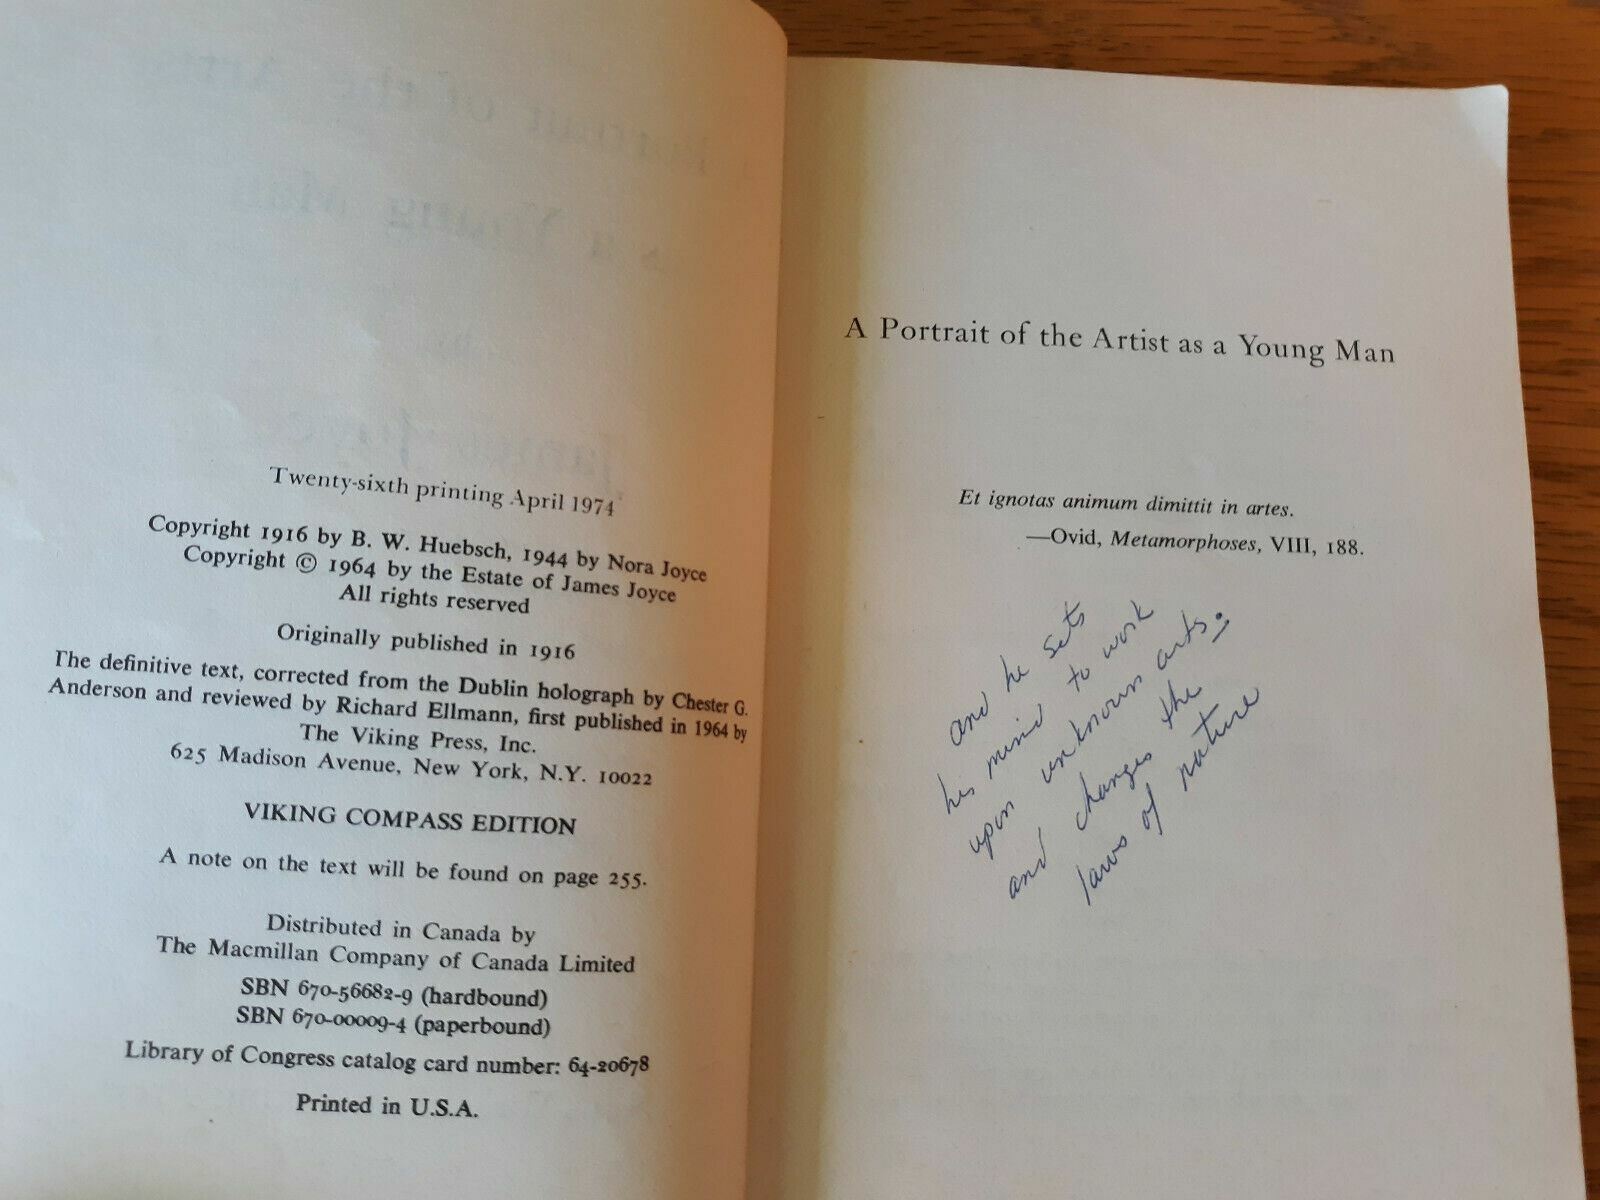 Twenty-sixth printing April 1974
Copyright 1916 by B. W. Huebsch, 1944 by Nora Joyce
Copyright © 1964 by the Estate of James Joyce
All rights reserved
Originally published in 1916
The definitive text, corrected from the Dublin holograph by Chester G.
Anderson and reviewed by Richard Ellmann, first published in 1964 by
The Viking Press, Inc.
625 Madison Avenue, New York, N.Y. 10022
VIKING COMPASS EDITION
A note on the text will be found on page 255.
Distributed in Canada by
The Macmillan Company of Canada Limited
SBN 670-56682-9 (hardbound)
SBN 670-00009-4 (paperbound)
Library of Congress catalog card number: 64-20678
Printed in U.S.A.
A Portrait of the Artist as a Young Man
Et ignotas animum dimittit in artes.
—Ovid, Metamorphoses, VIII, 188.
and he sets
his mind to work
upon unknown arts:
and changes the
laws of nature